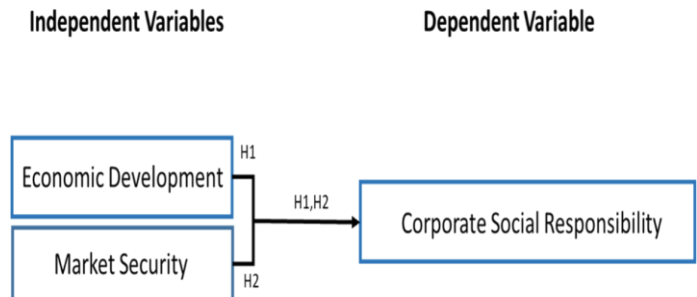 Independent Variables
Dependent Variable
H1
Economic Development
H1,H2
Corporate Social Responsibility
Market Security
H2